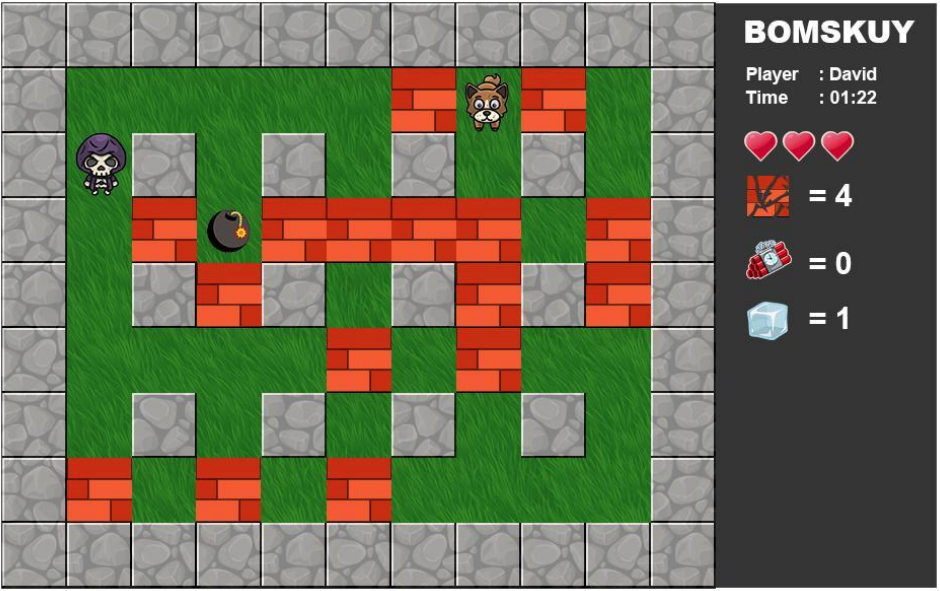 BOMSKUY
Player : David
Time : 01:22
= 4
= 0
= 1